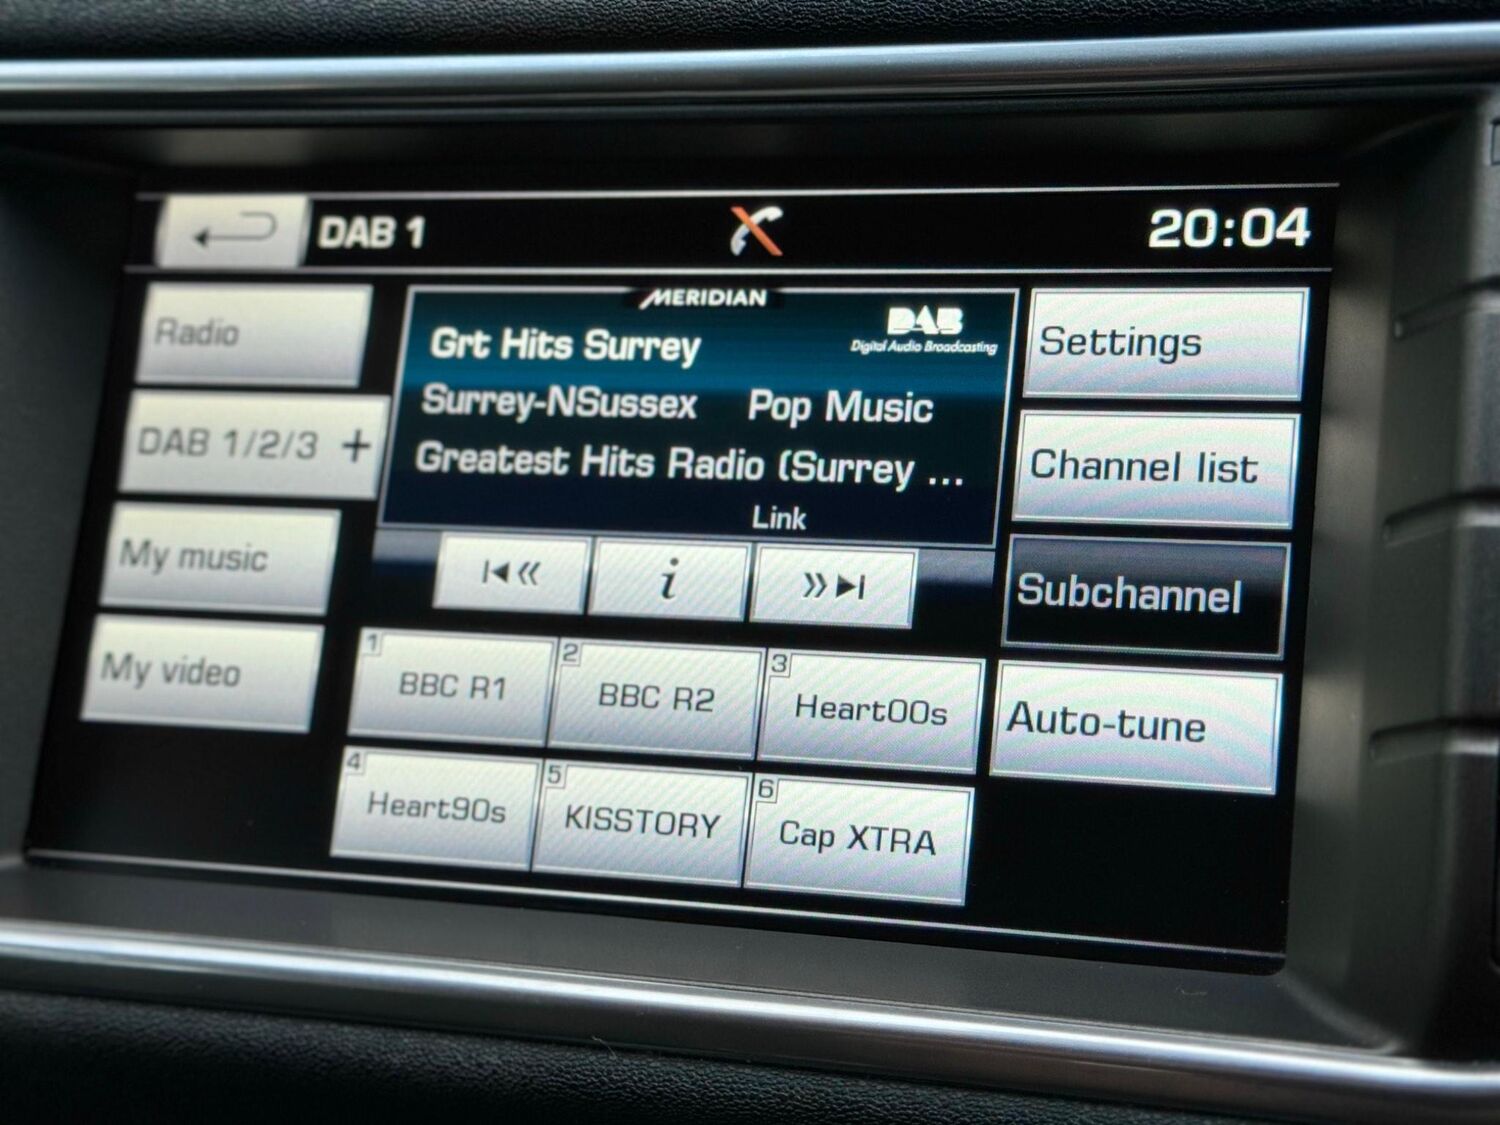 DAB 1
20:04
Radio
DAB 1/2/3 +
My music
My video
MERIDIAN
DAB
Digital Audio Broadcasting
Grt Hits Surrey
Surrey-NSussex Pop Music
Greatest Hits Radio (Surrey ...
Link
i
1
BBC R1
2
BBC R2
3
Heart00s
4
Heart90s
5
KISSTORY
6
Cap XTRA
Settings
Channel list
Subchannel
Auto-tune